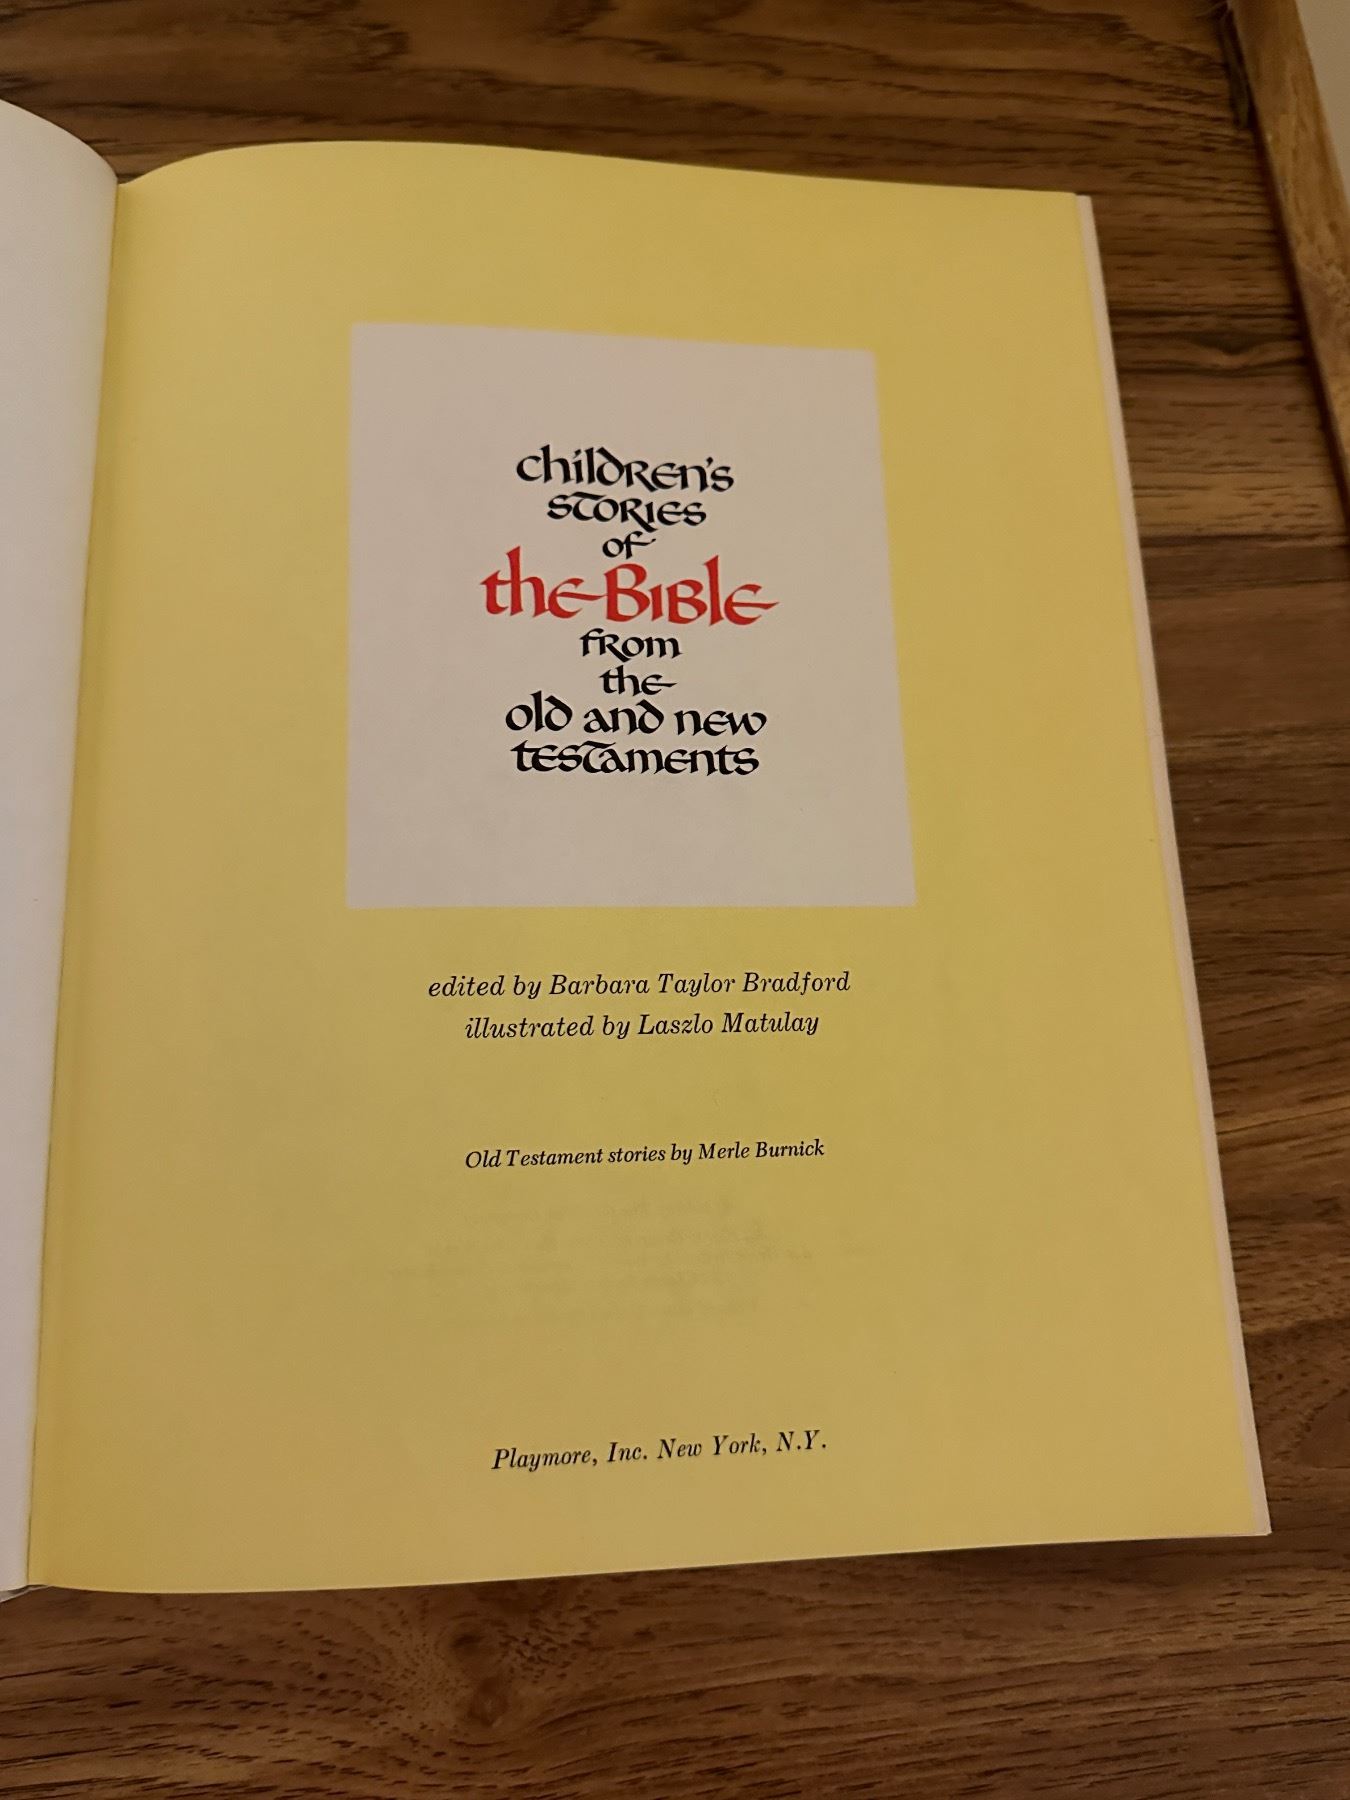 children's
stories
of
the Bible
from
the
old and new
testaments
edited by Barbara Taylor Bradford
illustrated by Laszlo Matulay
Old Testament stories by Merle Burnick
Playmore, Inc. New York, N.Y.